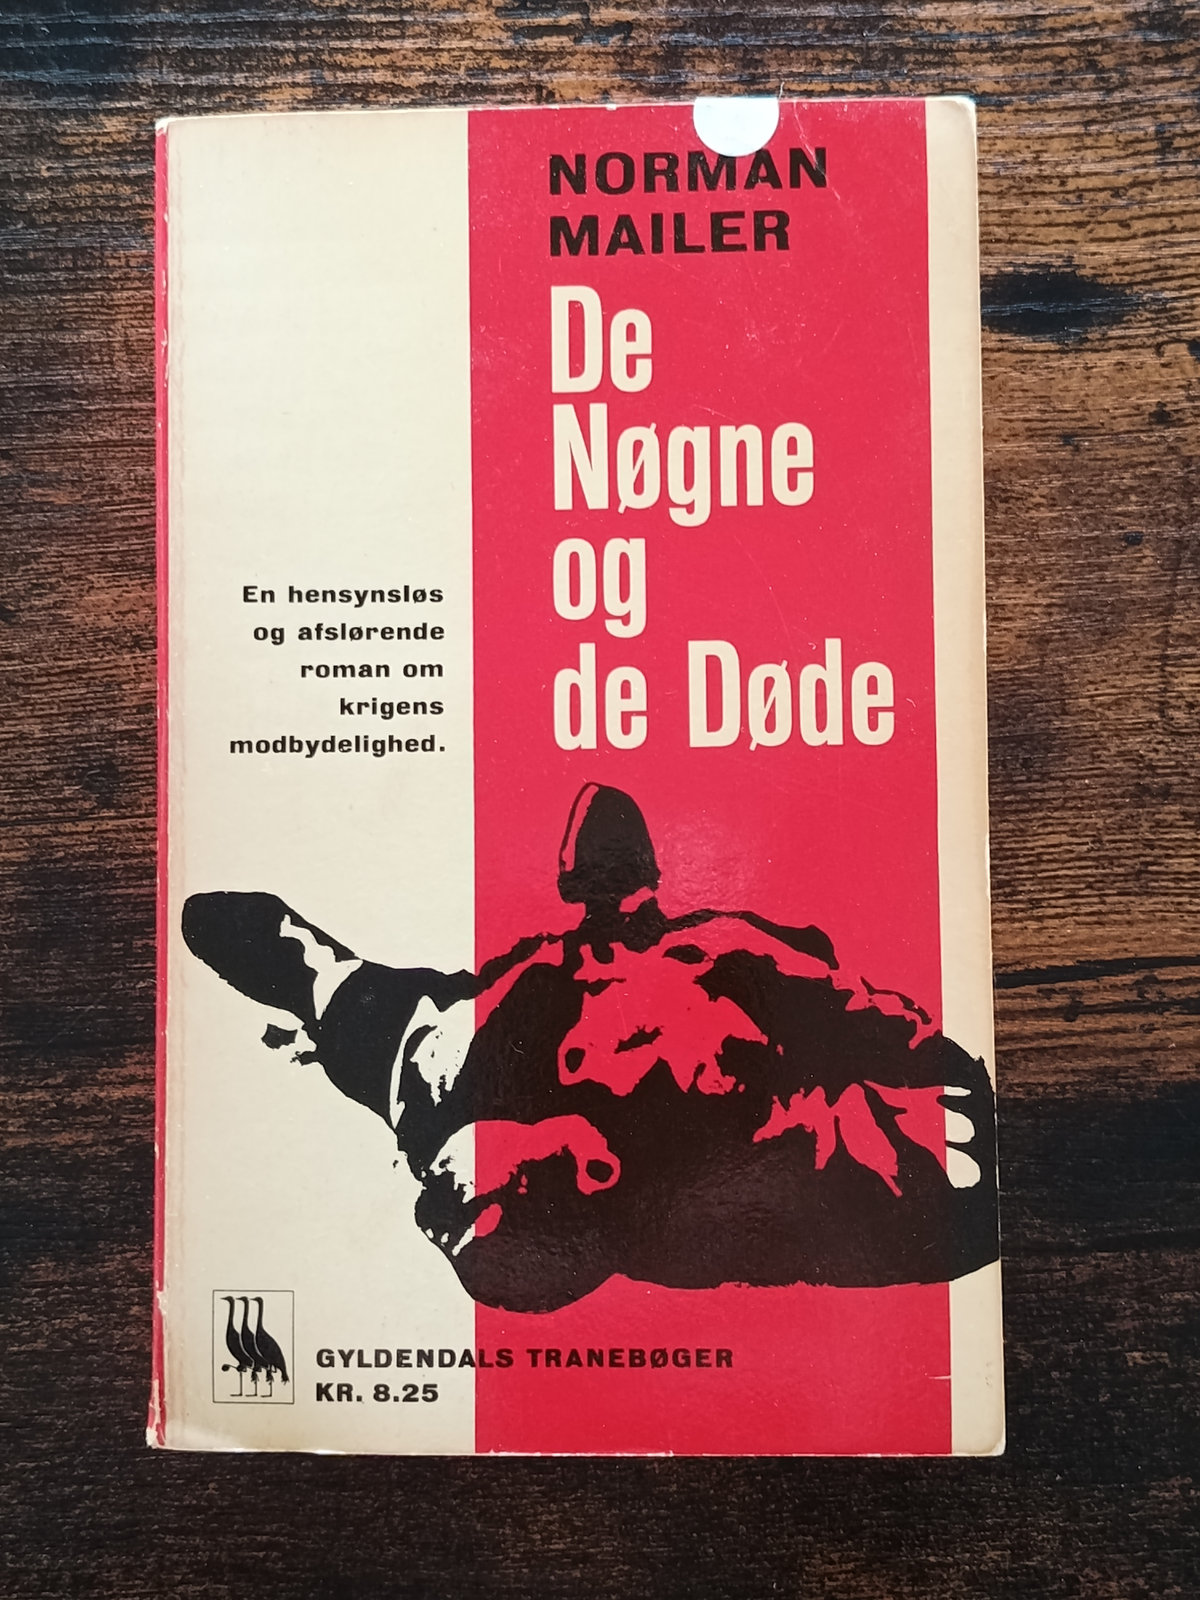 NORMAN
MAILER
De
Nøgne
og
de Døde
En hensynsløs
og afslørende
roman om
krigens
modbydelighed.
GYLDENDALS TRANEBØGER
KR. 8.25